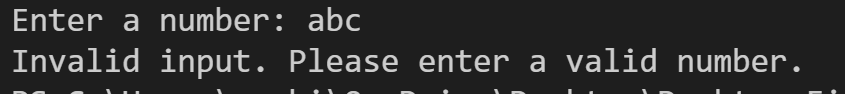 Enter a number: abc
Invalid input. Please enter a valid number.